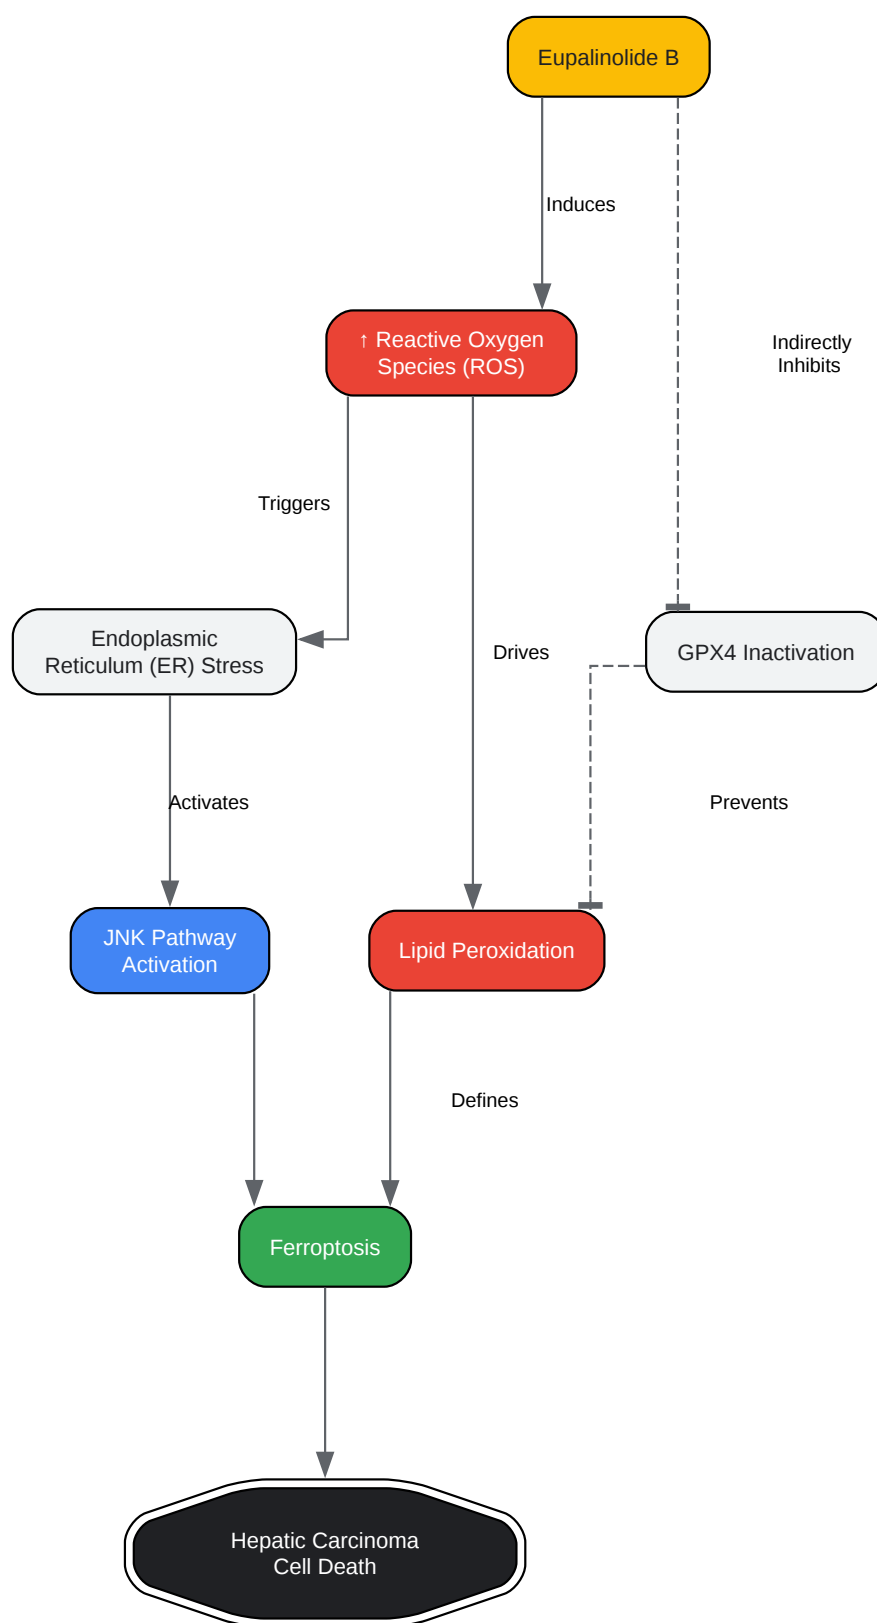 Eupalinolide B
Induces
Indirectly
Inhibits
↑ Reactive Oxygen
Species (ROS)
Triggers
Endoplasmic
Reticulum (ER) Stress
Drives
GPX4 Inactivation
Activates
Prevents
JNK Pathway
Activation
Lipid Peroxidation
Defines
Ferroptosis
Hepatic Carcinoma
Cell Death